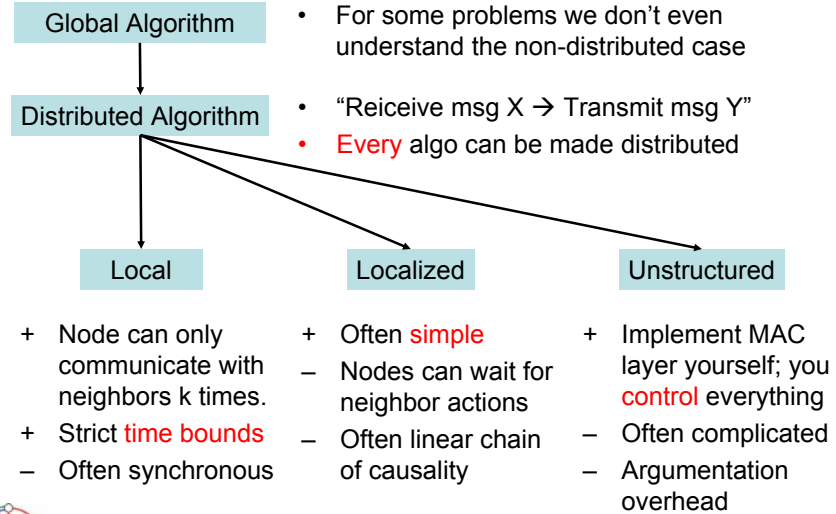 Global Algorithm
• For some problems we don’t even
understand the non-distributed case
Distributed Algorithm
• “Reiceive msg X → Transmit msg Y”
• Every algo can be made distributed
Local
+ Node can only
communicate with
neighbors k times.
+ Strict time bounds
– Often synchronous
Localized
+ Often simple
– Nodes can wait for
neighbor actions
– Often linear chain
of causality
Unstructured
+ Implement MAC
layer yourself; you
control everything
– Often complicated
– Argumentation
overhead